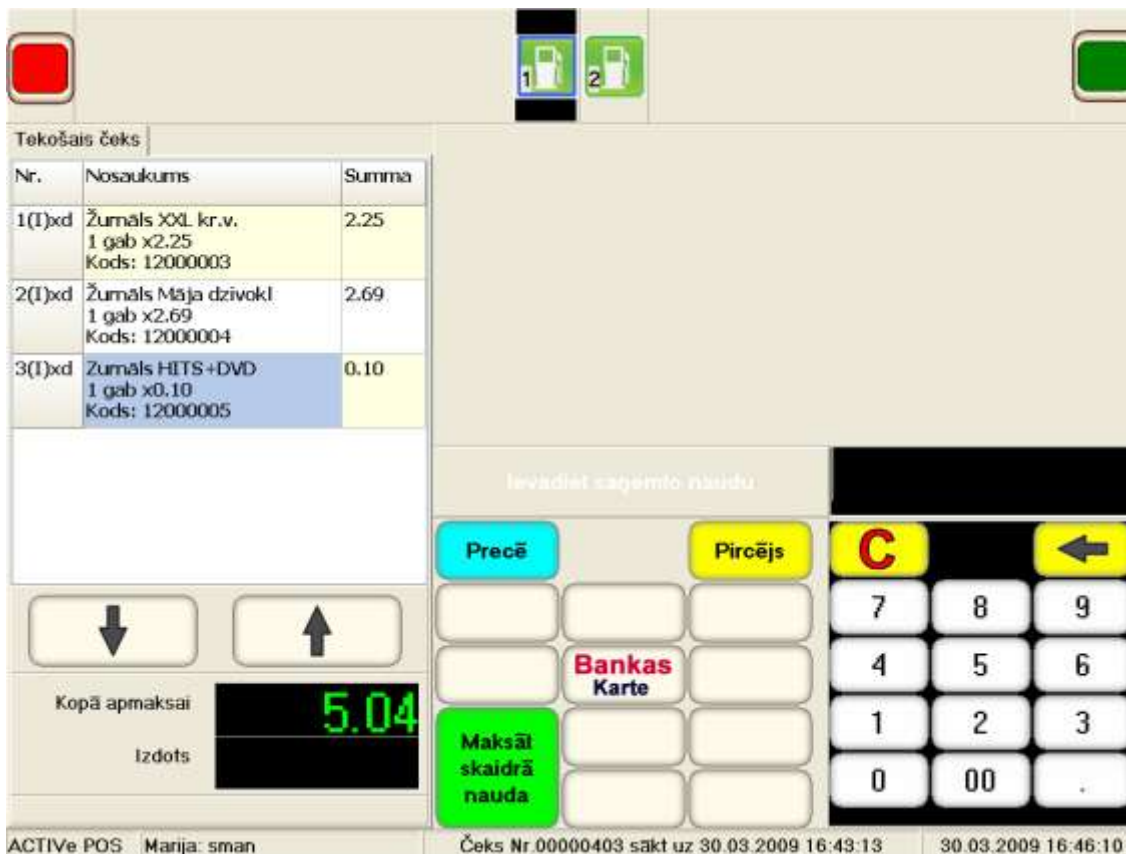 1
2
Tekošais čeks
Nr. Nosaukums Summa
1(I)xd Žurnāls XXL kr.v. 2.25
1 gab x2.25
Kods: 12000003
2(I)xd Žurnāls Māja dzivokl 2.69
1 gab x2.69
Kods: 12000004
3(I)xd Zurnāls HITS+DVD 0.10
1 gab x0.10
Kods: 12000005
Ievadiet saņemto naudu
Precē
Pircējs
C
7 8 9
4 5 6
1 2 3
0 00 .
Bankas
Karte
Maksāt
skaidrā
nauda
Kopā apmaksai 5.04
Izdots
ACTIVe POS Marija: sman Čeks Nr.00000403 sākt uz 30.03.2009 16:43:13 30.03.2009 16:46:10